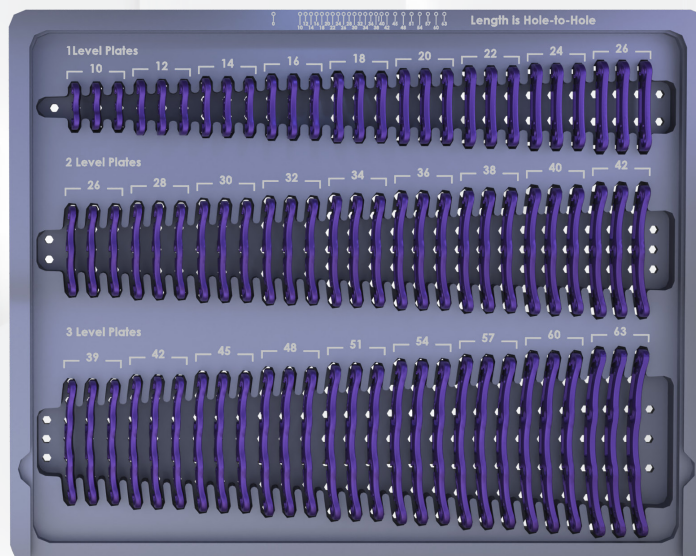 Length is Hole-to-Hole
1 Level Plates
10 12 14 16 18 20 22 24 26
2 Level Plates
26 28 30 32 34 36 38 40 42
3 Level Plates
39 42 45 48 51 54 57 60 63